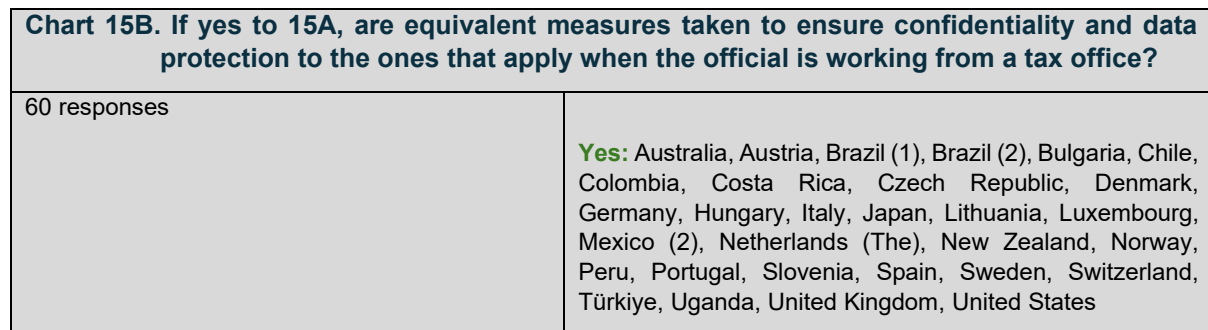 Chart 15B. If yes to 15A, are equivalent measures taken to ensure confidentiality and data
protection to the ones that apply when the official is working from a tax office?
60 responses
Yes: Australia, Austria, Brazil (1), Brazil (2), Bulgaria, Chile,
Colombia, Costa Rica, Czech Republic, Denmark,
Germany, Hungary, Italy, Japan, Lithuania, Luxembourg,
Mexico (2), Netherlands (The), New Zealand, Norway,
Peru, Portugal, Slovenia, Spain, Sweden, Switzerland,
Türkiye, Uganda, United Kingdom, United States